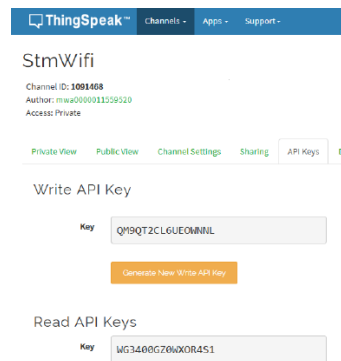 ThingSpeak™ Channels Apps Support
StmWifi
Channel ID: 1091468
Author: mwa0000011559520
Access: Private
Private View Public View Channel Settings Sharing API Keys
Write API Key
Key QM9QT2CL6UEOWNNL
Generate New Write API Key
Read API Keys
Key WG3400GZ0WXOR4S1